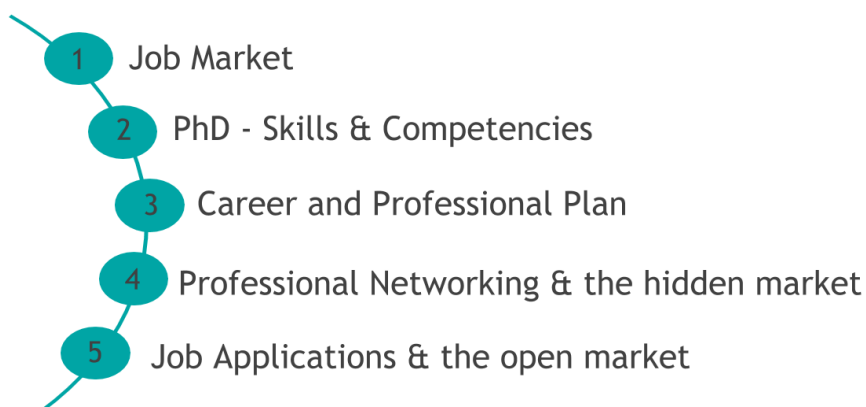 1 Job Market
2 PhD - Skills & Competencies
3 Career and Professional Plan
4 Professional Networking & the hidden market
5 Job Applications & the open market